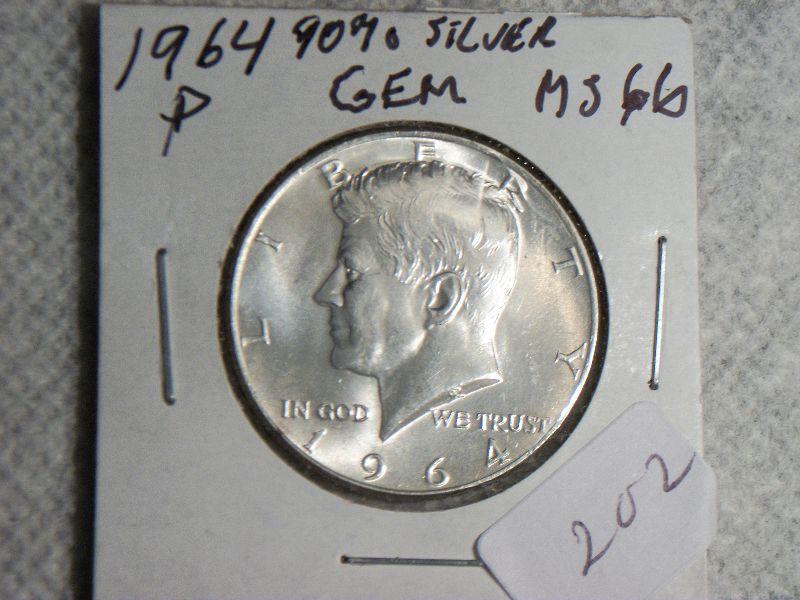 1964 90% SILVER
P GEM MS66
LIBERTY
IN GOD WE TRUST
1964
202